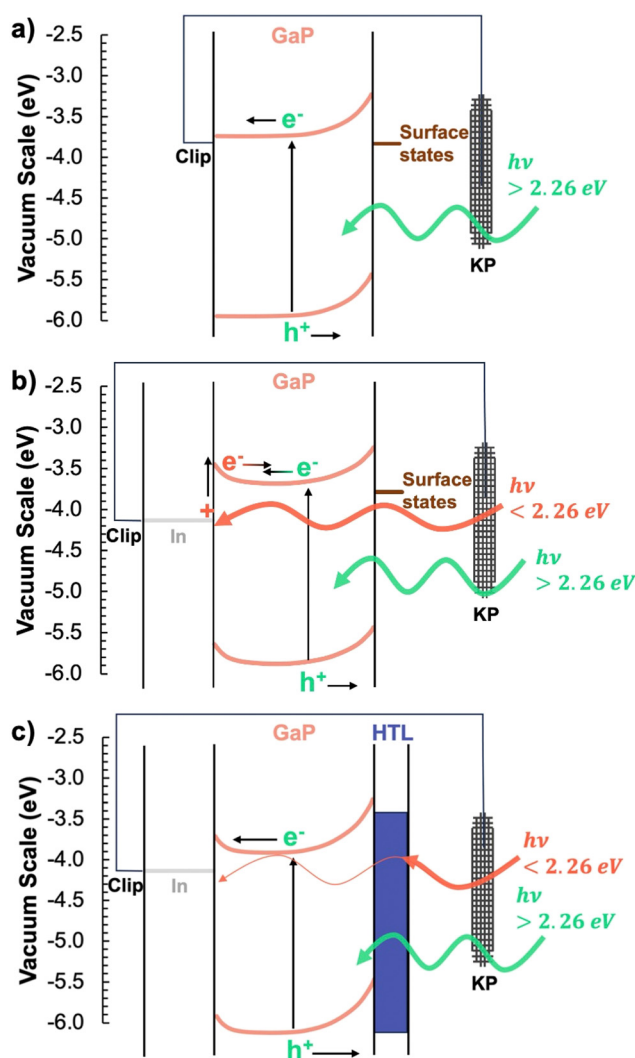 a)
GaP
Vacuum Scale (eV)
-2.5
-3.0
-3.5
-4.0
-4.5
-5.0
-5.5
-6.0
e-
Clip
Surface
states
hν
> 2.26 eV
KP
h+
b)
GaP
Vacuum Scale (eV)
-2.5
-3.0
-3.5
-4.0
-4.5
-5.0
-5.5
-6.0
e-
e-
+
Clip
In
Surface
states
hν
< 2.26 eV
hν
> 2.26 eV
KP
h+
c)
GaP
HTL
Vacuum Scale (eV)
-2.5
-3.0
-3.5
-4.0
-4.5
-5.0
-5.5
-6.0
e-
Clip
In
hν
< 2.26 eV
hν
> 2.26 eV
KP
h+